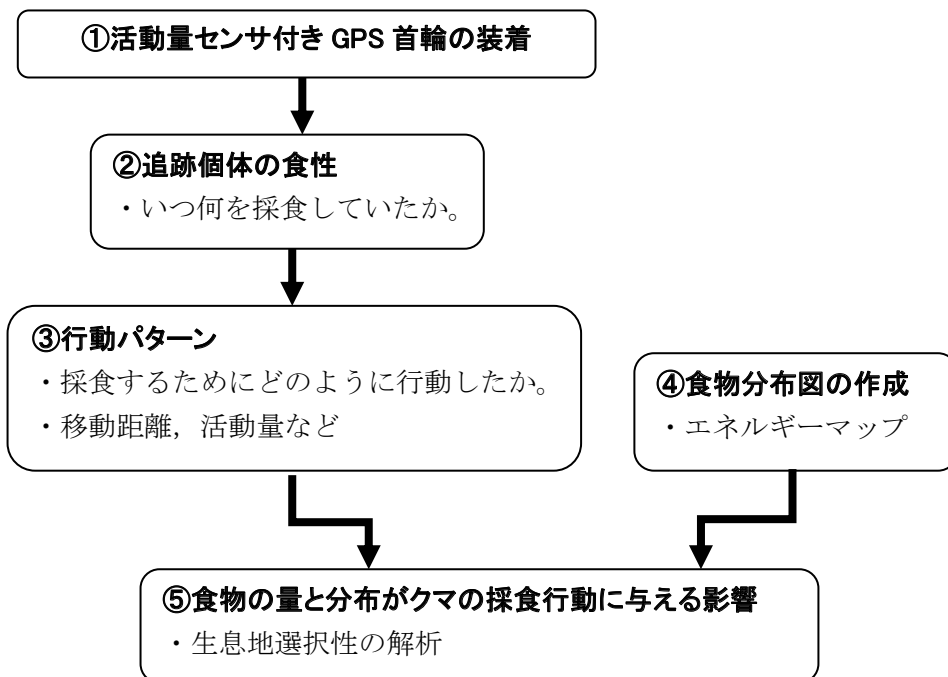 ①活動量センサ付き GPS 首輪の装着
②追跡個体の食性
・いつ何を採食していたか。
③行動パターン
・採食するためにどのように行動したか。
・移動距離，活動量など
④食物分布図の作成
・エネルギーマップ
⑤食物の量と分布がクマの採食行動に与える影響
・生息地選択性の解析